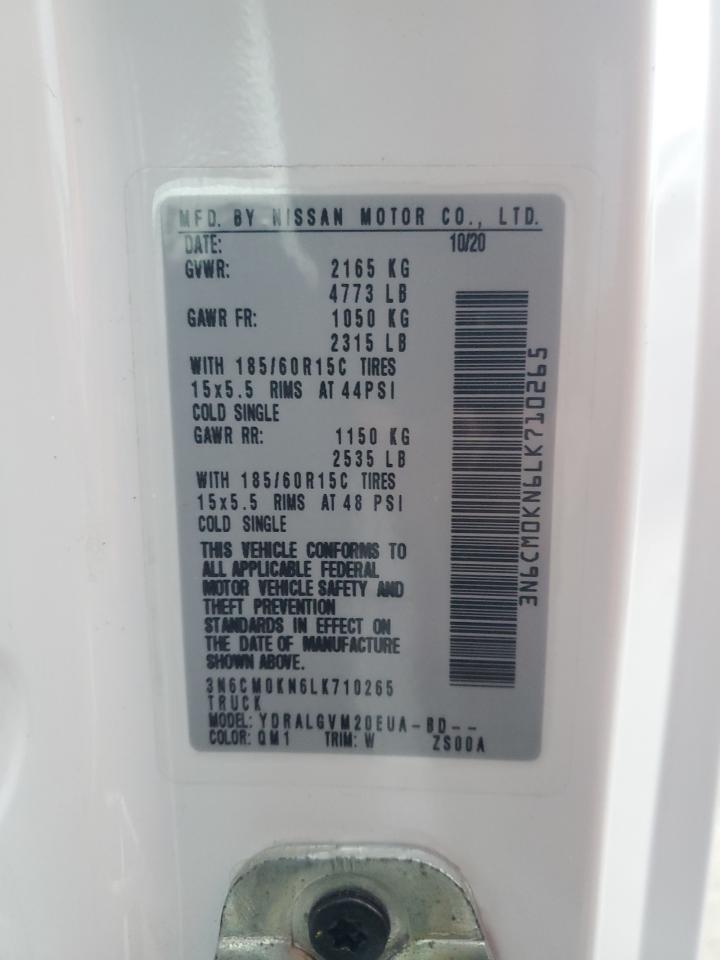 MFD. BY NISSAN MOTOR CO., LTD.
DATE: 10/20
GVWR: 2165 KG
4773 LB
GAWR FR: 1050 KG
2315 LB
WITH 185/60R15C TIRES
15x5.5 RIMS AT 44PSI
COLD SINGLE
GAWR RR: 1150 KG
2535 LB
WITH 185/60R15C TIRES
15x5.5 RIMS AT 48 PSI
COLD SINGLE
THIS VEHICLE CONFORMS TO
ALL APPLICABLE FEDERAL
MOTOR VEHICLE SAFETY AND
THEFT PREVENTION
STANDARDS IN EFFECT ON
THE DATE OF MANUFACTURE
SHOWN ABOVE.
3N6CM0KN6LK710265
TRUCK
MODEL: YDRALGVM20EUA-BD--
COLOR: QM1 TRIM: W ZS00A
3N6CM0KN6LK710265